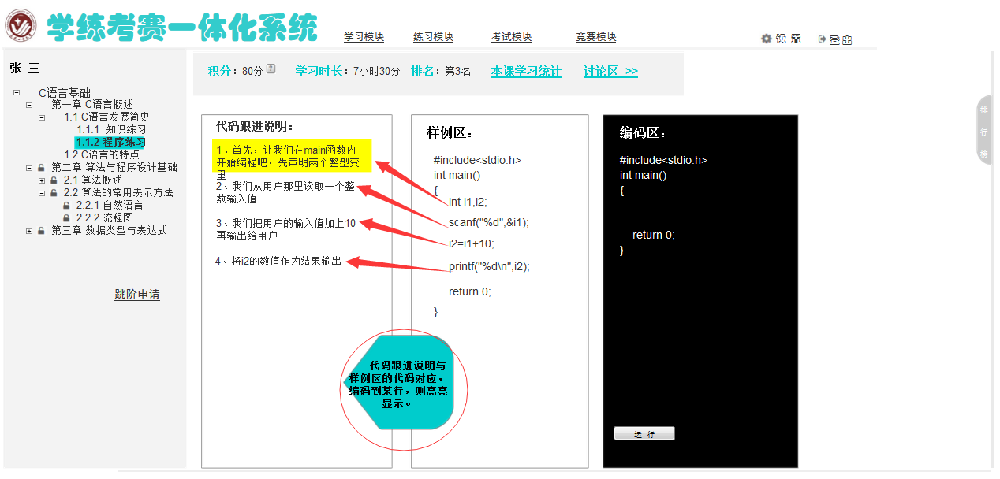 学练考赛一体化系统
学习模块 练习模块 考试模块 竞赛模块
设置 退出
张 三
积分：80分 学习时长：7小时30分 排名：第3名 本课学习统计 讨论区 >>
C语言基础
第一章 C语言概述
1.1 C语言发展简史
1.1.1 知识练习
1.1.2 程序练习
1.2 C语言的特点
第二章 算法与程序设计基础
2.1 算法概述
2.2 算法的常用表示方法
2.2.1 自然语言
2.2.2 流程图
第三章 数据类型与表达式
跳阶申请
代码跟进说明：
1、首先，让我们在main函数内
开始编程吧，先声明两个整型变
量
2、我们从用户那里读取一个整
数输入值
3、我们把用户的输入值加上10
再输出给用户
4、将i2的数值作为结果输出
样例区：
#include<stdio.h>
int main()
{
int i1,i2;
scanf("%d",&i1);
i2=i1+10;
printf("%d\n",i2);
return 0;
}
代码跟进说明与
样例区的代码对应，
编码到某行，则高亮
显示。
编码区：
#include<stdio.h>
int main()
{
return 0;
}
运 行
排
行
榜